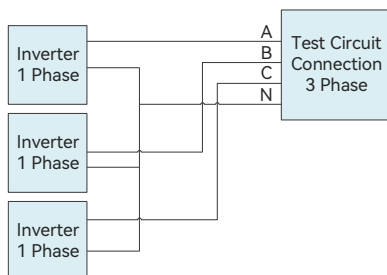 Inverter
1 Phase
A
B
C
N
Test Circuit
Connection
3 Phase
Inverter
1 Phase
Inverter
1 Phase